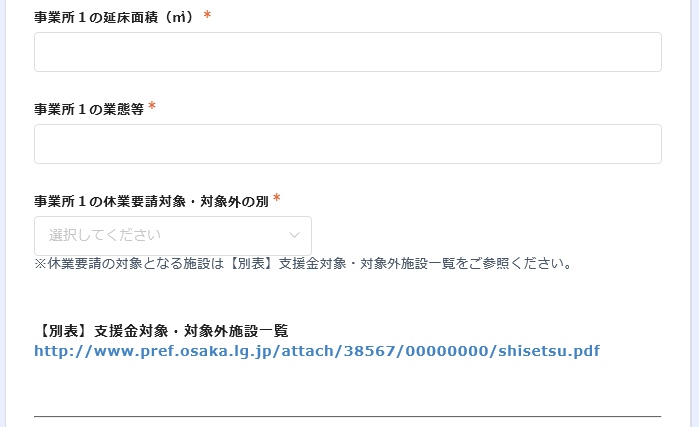 事業所１の延床面積（㎡）*
事業所１の業態等*
事業所１の休業要請対象・対象外の別*
選択してください
※休業要請の対象となる施設は【別表】支援金対象・対象外施設一覧をご参照ください。
【別表】支援金対象・対象外施設一覧
http://www.pref.osaka.lg.jp/attach/38567/00000000/shisetsu.pdf